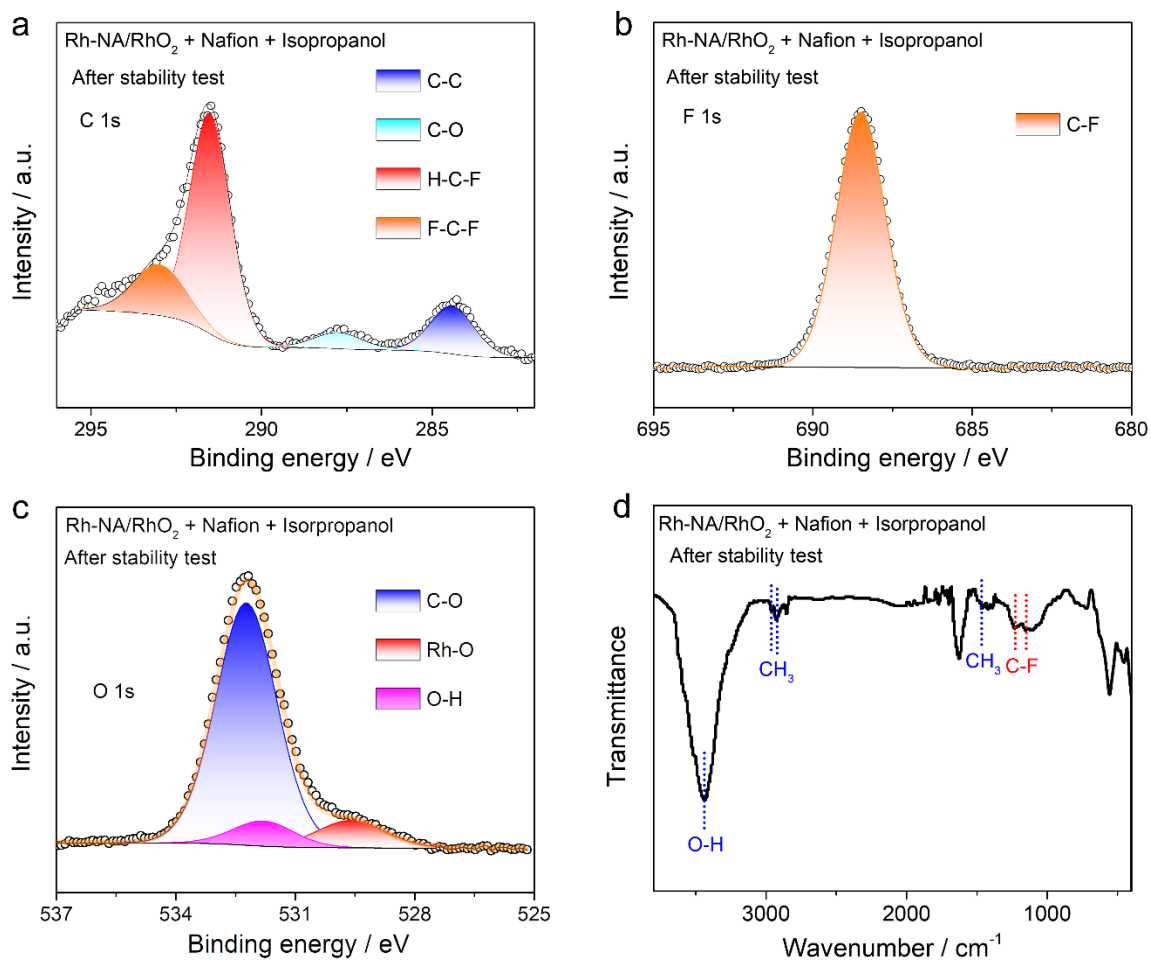 a
Rh-NA/RhO₂ + Nafion + Isopropanol
After stability test
C 1s
C-C
C-O
H-C-F
F-C-F
Intensity / a.u.
295
290
285
Binding energy / eV
b
Rh-NA/RhO₂ + Nafion + Isopropanol
After stability test
F 1s
C-F
Intensity / a.u.
695
690
685
680
Binding energy / eV
c
Rh-NA/RhO₂ + Nafion + Isorpropanol
After stability test
O 1s
C-O
Rh-O
O-H
Intensity / a.u.
537
534
531
528
525
Binding energy / eV
d
Rh-NA/RhO₂ + Nafion + Isorpropanol
After stability test
CH₃
CH₃
C-F
O-H
Transmittance
3000
2000
1000
Wavenumber / cm⁻¹